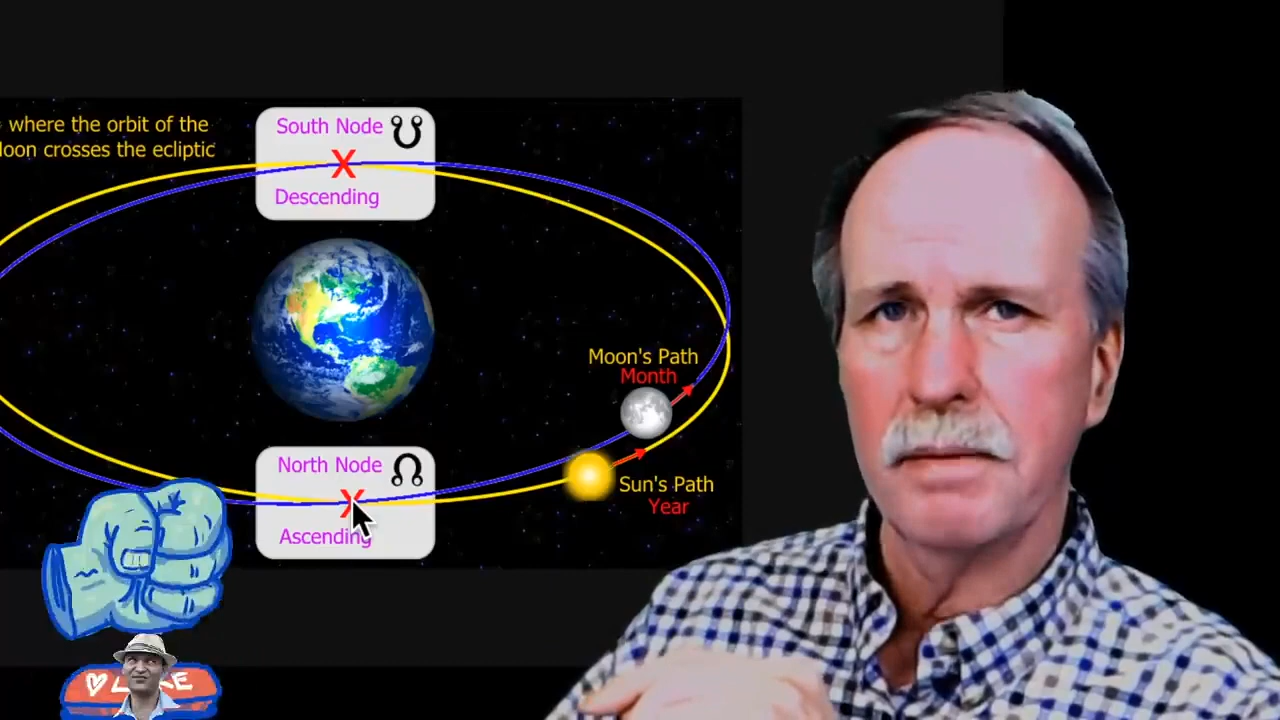 where the orbit of the
Moon crosses the ecliptic
South Node ☋
Descending
Moon's Path
Month
Sun's Path
Year
North Node ☊
Ascending